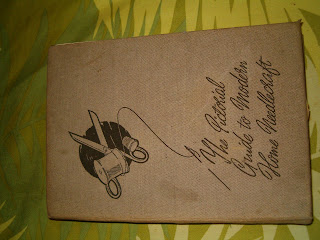 The Pictorial
Guide to Modern
Home Needlecraft